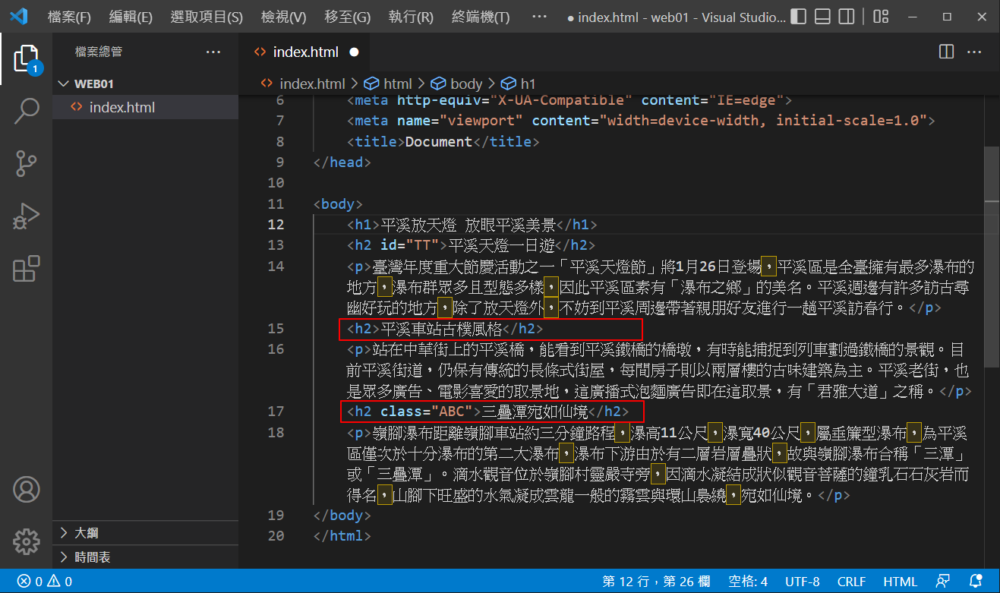 檔案(F) 編輯(E) 選取項目(S) 檢視(V) 移至(G) 執行(R) 終端機(T) ··· ● index.html - web01 - Visual Studio...
檔案總管 ···
index.html ●
WEB01
index.html
index.html > html > body > h1
6 <meta http-equiv="X-UA-Compatible" content="IE=edge">
7 <meta name="viewport" content="width=device-width, initial-scale=1.0">
8 <title>Document</title>
9 </head>
10
11 <body>
12 <h1>平溪放天燈 放眼平溪美景</h1>
13 <h2 id="TT">平溪天燈一日遊</h2>
14 <p>臺灣年度重大節慶活動之一「平溪天燈節」將1月26日登場，平溪區是全臺擁有最多瀑布的
地方，瀑布群眾多且型態多樣，因此平溪區素有「瀑布之鄉」的美名。平溪週邊有許多訪古尋
幽好玩的地方，除了放天燈外，不妨到平溪周邊帶著親朋好友進行一趟平溪訪春行。</p>
15 <h2>平溪車站古樸風格</h2>
16 <p>站在中華街上的平溪橋，能看到平溪鐵橋的橋墩，有時能捕捉到列車劃過鐵橋的景觀。目
前平溪街道，仍保有傳統的長條式街屋，每間房子則以兩層樓的古味建築為主。平溪老街，也
是眾多廣告、電影喜愛的取景地，這廣播式泡麵廣告即在這取景，有「君雅大道」之稱。</p>
17 <h2 class="ABC">三疊潭宛如仙境</h2>
18 <p>嶺腳瀑布距離嶺腳車站約三分鐘路程，瀑高11公尺，瀑寬40公尺，屬垂簾型瀑布，為平溪
區僅次於十分瀑布的第二大瀑布，瀑布下游由於有二層岩層疊狀，故與嶺腳瀑布合稱「三潭」
或「三疊潭」。滴水觀音位於嶺腳村靈嚴寺旁，因滴水凝結成狀似觀音菩薩的鐘乳石石灰岩而
得名，山腳下旺盛的水氣凝成雲龍一般的霧雲與環山裊繞，宛如仙境。</p>
19 </body>
20 </html>
1
大綱
時間表
0 0 第 12 行，第 26 欄 空格: 4 UTF-8 CRLF HTML